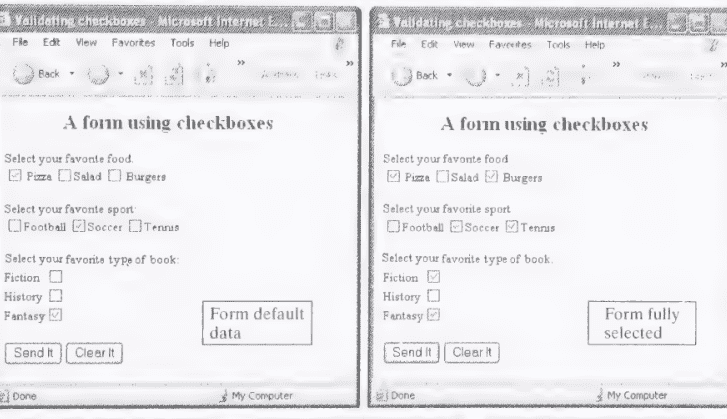 Validating checkboxes - Microsoft Internet E...
File Edit View Favorites Tools Help
Back »
A form using checkboxes
Select your favorite food.
Pizza Salad Burgers
Select your favorite sport:
Football Soccer Tennis
Select your favorite type of book:
Fiction
History
Fantasy
Form default
data
Send It Clear It
Done My Computer
Validating checkboxes - Microsoft Internet E...
File Edit View Favorites Tools Help
Back »
A form using checkboxes
Select your favorite food
Pizza Salad Burgers
Select your favorite sport
Football Soccer Tennis
Select your favorite type of book.
Fiction
History
Fantasy
Form fully
selected
Send It Clear It
Done My Computer